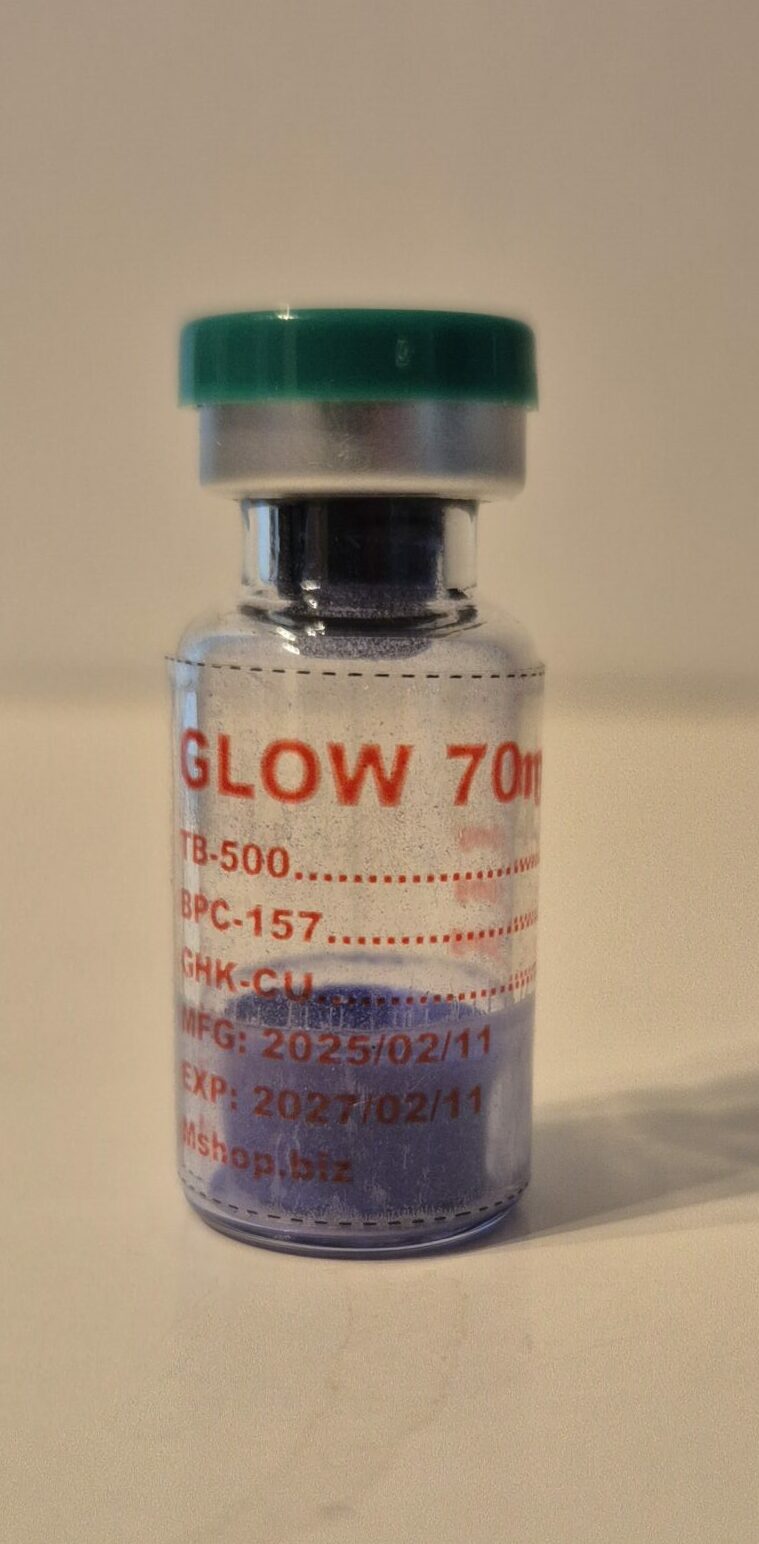 GLOW 70m
TB-500....................
BPC-157..................
GHK-CU..................
MFG: 2025/02/11
EXP: 2027/02/11
Mshop.biz